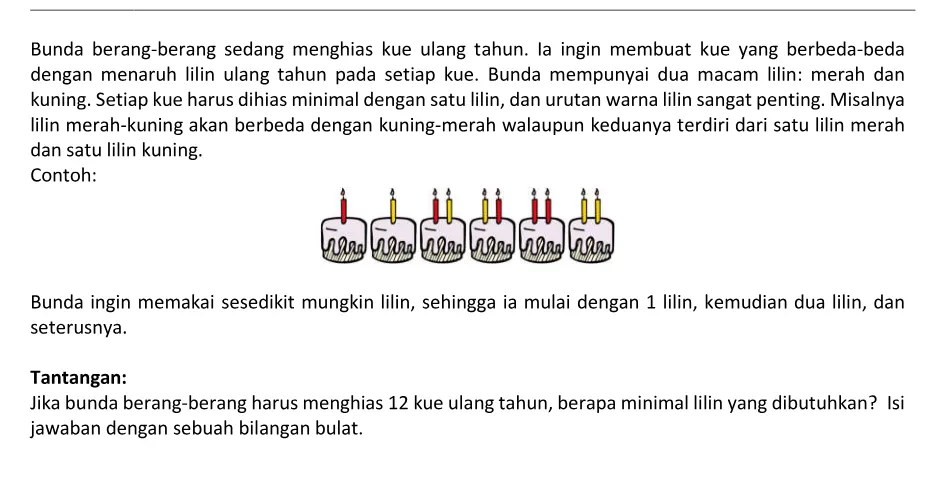 Bunda berang-berang sedang menghias kue ulang tahun. Ia ingin membuat kue yang berbeda-beda
dengan menaruh lilin ulang tahun pada setiap kue. Bunda mempunyai dua macam lilin: merah dan
kuning. Setiap kue harus dihias minimal dengan satu lilin, dan urutan warna lilin sangat penting. Misalnya
lilin merah-kuning akan berbeda dengan kuning-merah walaupun keduanya terdiri dari satu lilin merah
dan satu lilin kuning.
Contoh:
Bunda ingin memakai sesedikit mungkin lilin, sehingga ia mulai dengan 1 lilin, kemudian dua lilin, dan
seterusnya.
Tantangan:
Jika bunda berang-berang harus menghias 12 kue ulang tahun, berapa minimal lilin yang dibutuhkan? Isi
jawaban dengan sebuah bilangan bulat.